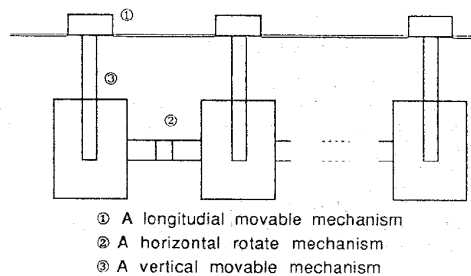 ①
③
②
① A longitudial movable mechanism
② A horizontal rotate mechanism
③ A vertical movable mechanism